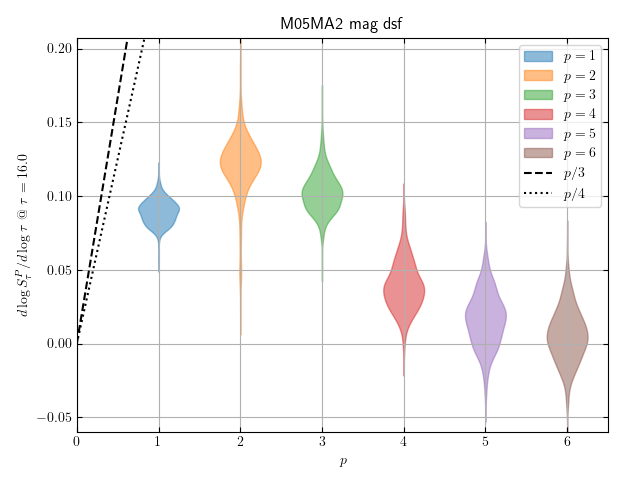 M05MA2 mag dsf
d log S_τ^P / d log τ @ τ = 16.0
0.20
0.15
0.10
0.05
0.00
−0.05
0 1 2 3 4 5 6
p
p = 1
p = 2
p = 3
p = 4
p = 5
p = 6
p/3
p/4